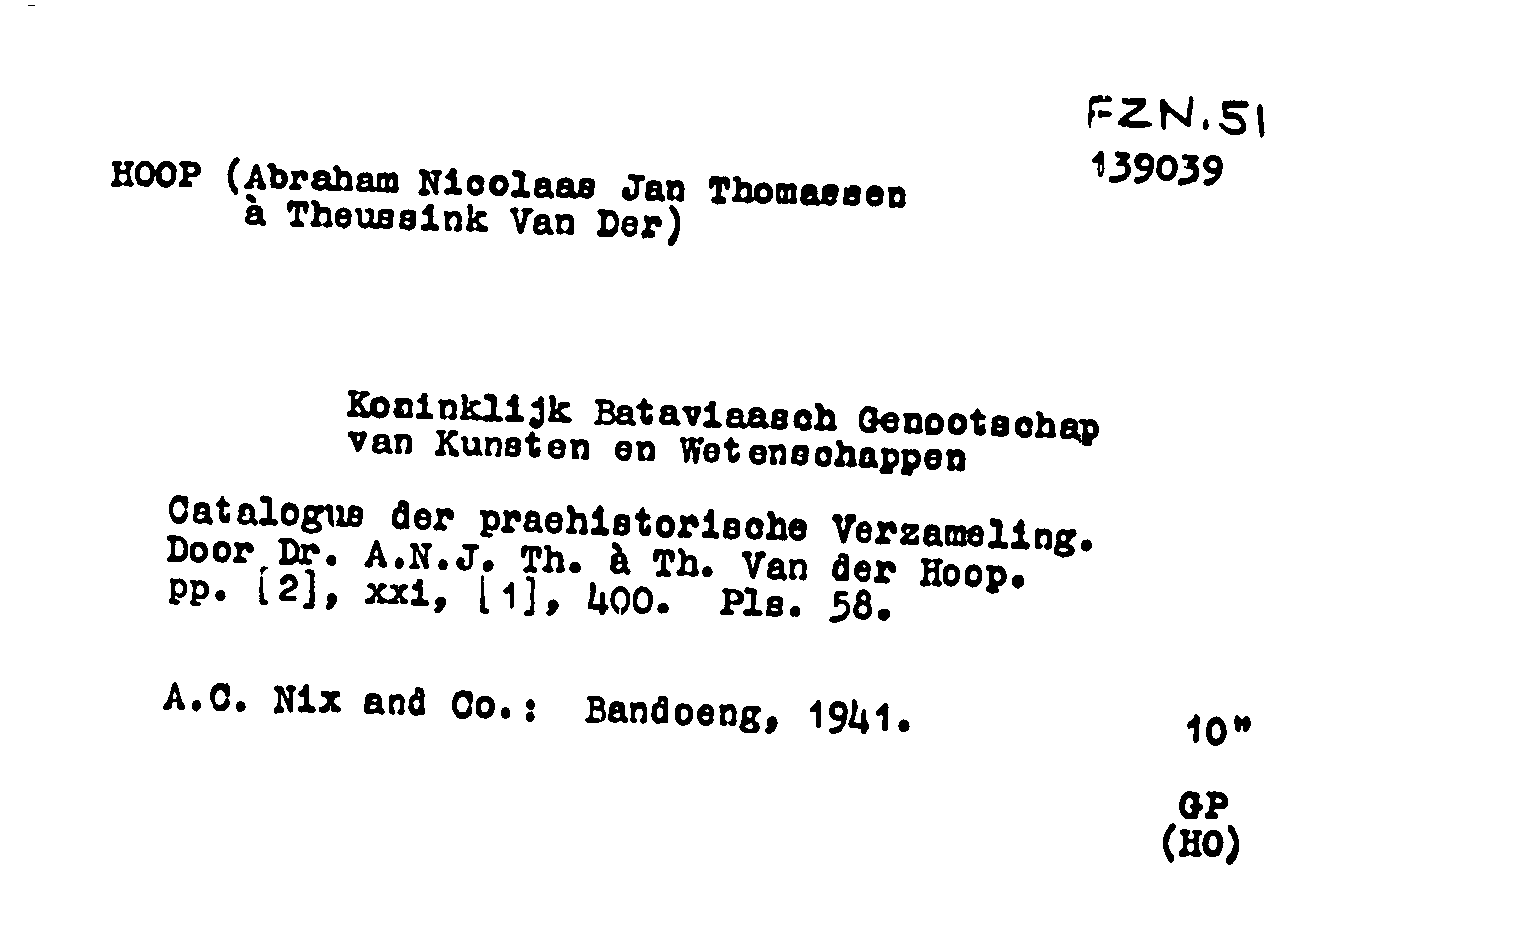 FZN.51
139039
HOOP (Abraham Nicolaas Jan Thomassen
à Theussink Van Der)
Koninklijk Bataviaasch Genootschap
van Kunsten en Wetenschappen
Catalogus der praehistorische Verzameling.
Door Dr. A.N.J. Th. à Th. Van der Hoop.
pp. [2], xxi, [1], 400. Pls. 58.
A.C. Nix and Co.: Bandoeng, 1941.
10"
GP
(HO)